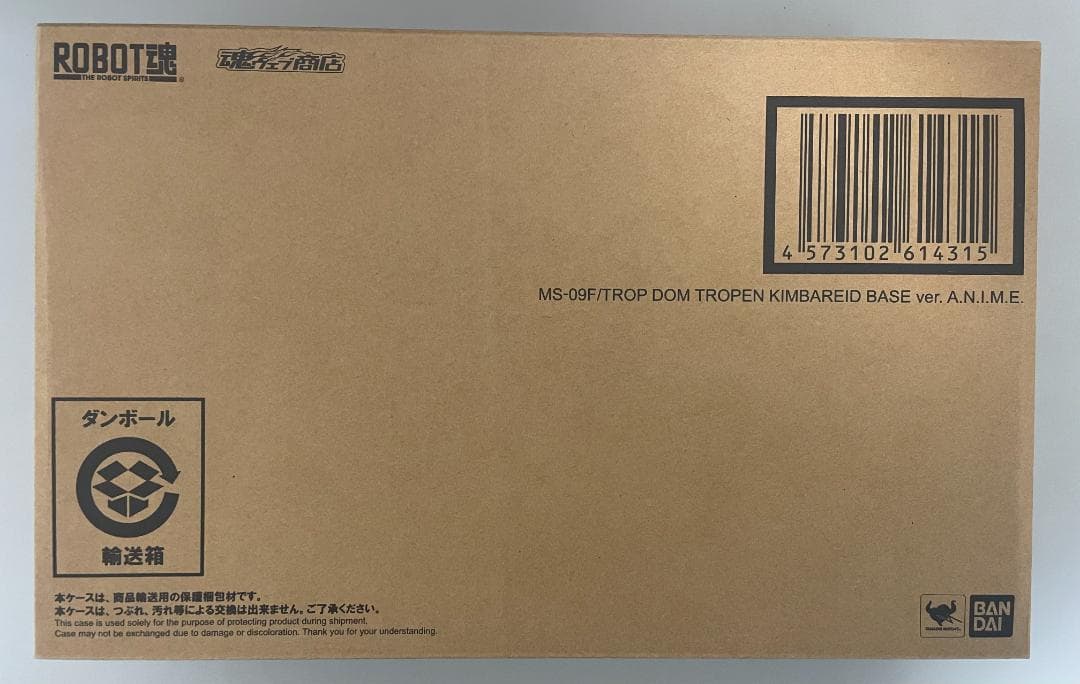 ROBOT魂
THE ROBOT SPIRITS
魂ウェブ商店
4 573102 614315
MS-09F/TROP DOM TROPEN KIMBAREID BASE ver. A.N.I.M.E.
ダンボール
輸送箱
本ケースは、商品輸送用の保護梱包材です。
本ケースは、つぶれ、汚れ等による交換は出来ません。ご了承ください。
This case is used solely for the purpose of protecting product during shipment.
Case may not be exchanged due to damage or discoloration. Thank you for your understanding.
BAN
DAI